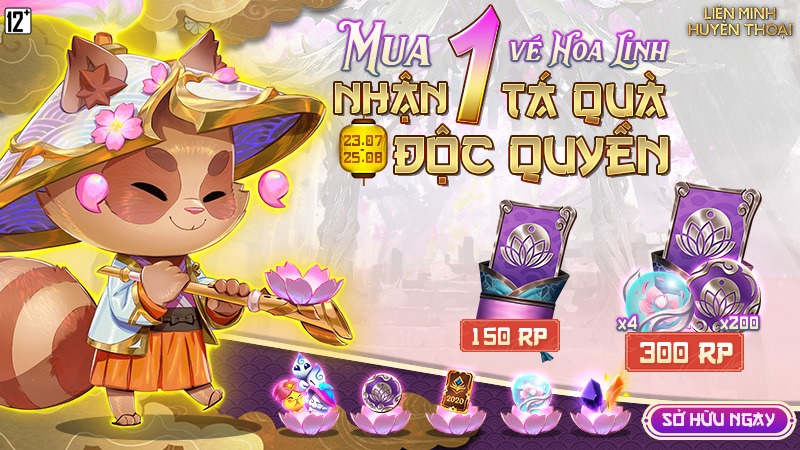 12+
LIÊN MINH
HUYỀN THOẠI
MUA 1 VÉ HOA LINH
NHẬN TÁ QUÀ
23.07
25.08
ĐỘC QUYỀN
150 RP
x4
x200
300 RP
2020
SỞ HỮU NGAY